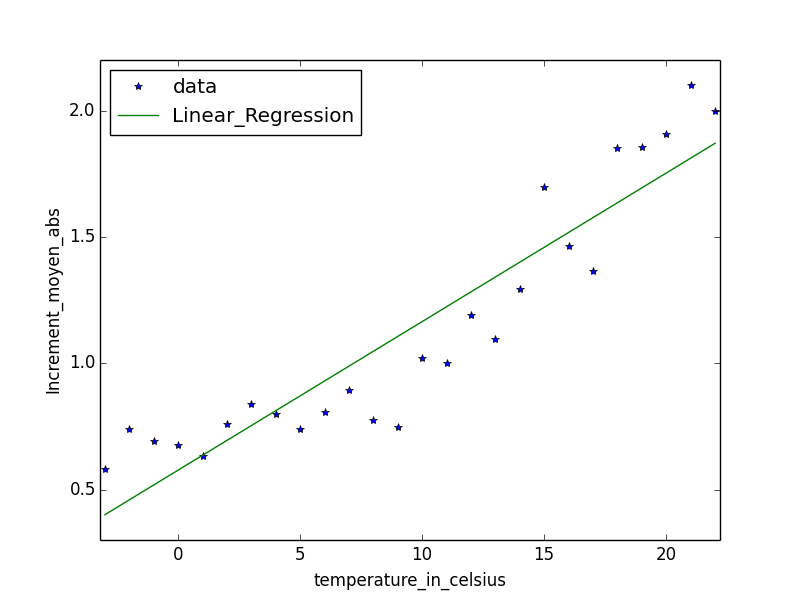 data
Linear_Regression
2.0
1.5
1.0
0.5
Increment_moyen_abs
0
5
10
15
20
temperature_in_celsius